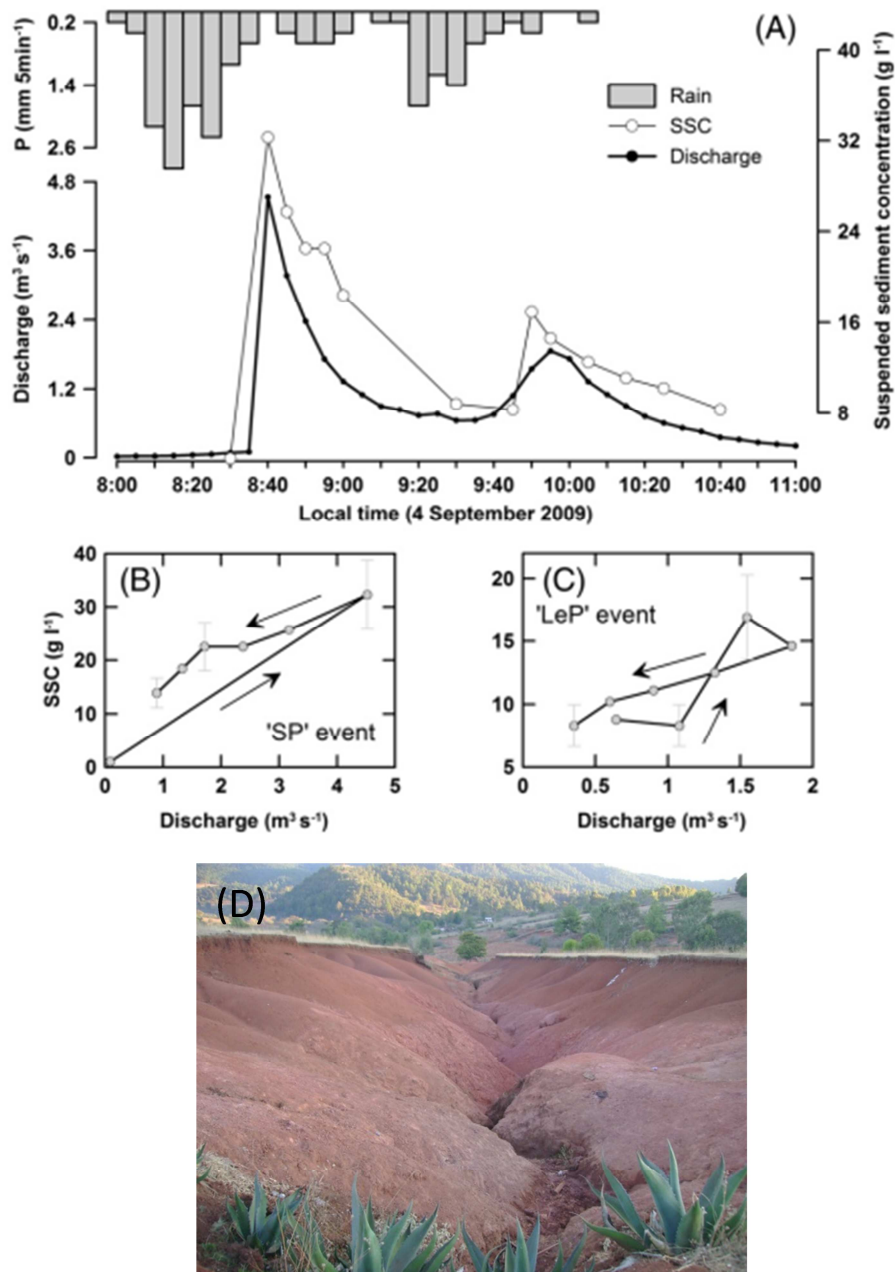 (A)
P (mm 5min⁻¹)
0.2
1.4
2.6
Rain
SSC
Discharge
Discharge (m³ s⁻¹)
4.8
3.6
2.4
1.2
0
Suspended sediment concentration (g l⁻¹)
40
32
24
16
8
8:00 8:20 8:40 9:00 9:20 9:40 10:00 10:20 10:40 11:00
Local time (4 September 2009)
(B)
SSC (g l⁻¹)
40
30
20
10
0
'SP' event
0 1 2 3 4 5
Discharge (m³ s⁻¹)
(C)
'LeP' event
20
15
10
5
0 0.5 1 1.5 2
Discharge (m³ s⁻¹)
(D)